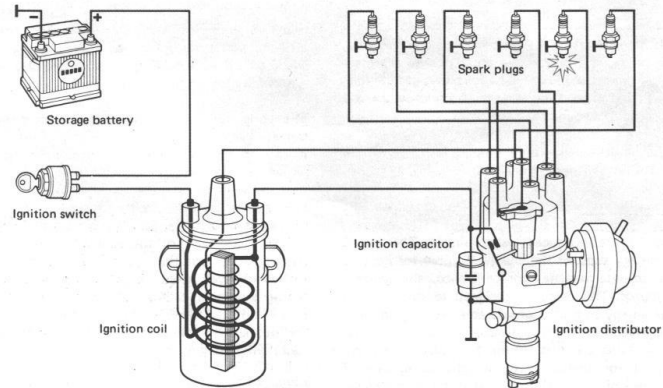 − +
Spark plugs
Storage battery
Ignition switch
Ignition capacitor
Ignition coil
Ignition distributor